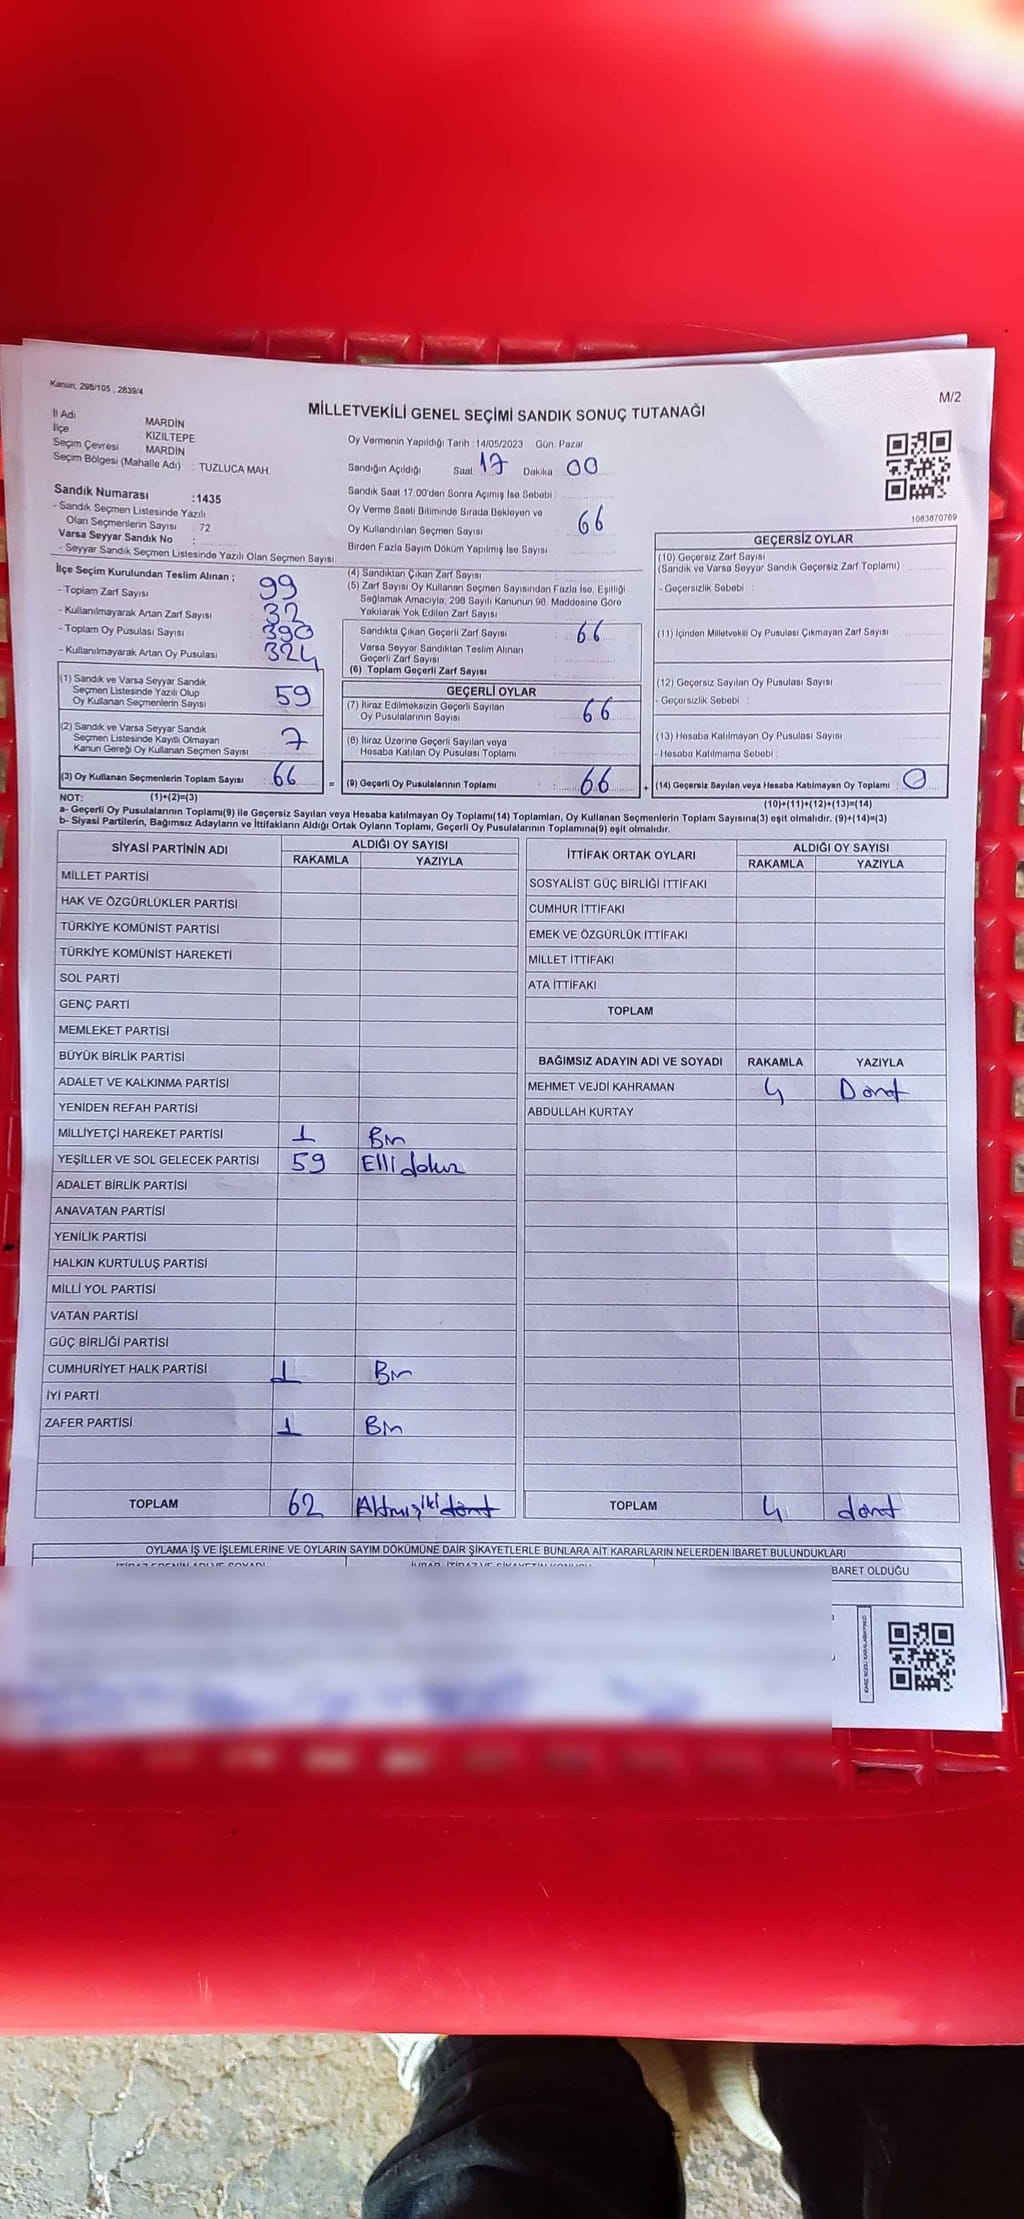 Kanun; 298/105 , 2839/4
M/2
MİLLETVEKİLİ GENEL SEÇİMİ SANDIK SONUÇ TUTANAĞI
İl Adı : MARDİN
İlçe : KIZILTEPE
Seçim Çevresi : MARDİN
Seçim Bölgesi (Mahalle Adı) : TUZLUCA MAH.
Sandık Numarası :1435
- Sandık Seçmen Listesinde Yazılı
Olan Seçmenlerin Sayısı : 72
Varsa Seyyar Sandık No :
- Seyyar Sandık Seçmen Listesinde Yazılı Olan Seçmen Sayısı:
İlçe Seçim Kurulundan Teslim Alınan ;
- Toplam Zarf Sayısı 99
- Kullanılmayarak Artan Zarf Sayısı 32
- Toplam Oy Pusulası Sayısı 390
- Kullanılmayarak Artan Oy Pusulası 324
(1) Sandık ve Varsa Seyyar Sandık
Seçmen Listesinde Yazılı Olup
Oy Kullanan Seçmenlerin Sayısı 59
(2) Sandık ve Varsa Seyyar Sandık
Seçmen Listesinde Kayıtlı Olmayan
Kanun Gereği Oy Kullanan Seçmen Sayısı 7
(3) Oy Kullanan Seçmenlerin Toplam Sayısı : 66 =
Oy Vermenin Yapıldığı Tarih :14/05/2023 Gün: Pazar
Sandığın Açıldığı Saat: 17 Dakika : 00
Sandık Saat 17.00'den Sonra Açımış İse Sebebi :
Oy Verme Saati Bitiminde Sırada Bekleyen ve
Oy Kullandırılan Seçmen Sayısı 66
Birden Fazla Sayım Döküm Yapılmış İse Sayısı
(4) Sandıktan Çıkan Zarf Sayısı
(5) Zarf Sayısı Oy Kullanan Seçmen Sayısından Fazla İse, Eşitliği
Sağlamak Amacıyla, 298 Sayılı Kanunun 98. Maddesine Göre
Yakılarak Yok Edilen Zarf Sayısı
Sandıkta Çıkan Geçerli Zarf Sayısı : 66
Varsa Seyyar Sandıktan Teslim Alınan
Geçerli Zarf Sayısı
(6) Toplam Geçerli Zarf Sayısı
GEÇERLİ OYLAR
(7) İtiraz Edilmeksizin Geçerli Sayılan
Oy Pusulalarının Sayısı : 66
(8) İtiraz Üzerine Geçerli Sayılan veya
Hesaba Katılan Oy Pusulası Toplamı
(9) Geçerli Oy Pusulalarının Toplamı : 66 +
1063870769
GEÇERSİZ OYLAR
(10) Geçersiz Zarf Sayısı
(Sandık ve Varsa Seyyar Sandık Geçersiz Zarf Toplamı)
- Geçersizlik Sebebi :
(11) İçinden Milletvekili Oy Pusulası Çıkmayan Zarf Sayısı
(12) Geçersiz Sayılan Oy Pusulası Sayısı
- Geçersizlik Sebebi :
(13) Hesaba Katılmayan Oy Pusulası Sayısı
- Hesaba Katılmama Sebebi :
(14) Geçersiz Sayılan veya Hesaba Katılmayan Oy Toplamı : 0
(10)+(11)+(12)+(13)=(14)
NOT: (1)+(2)=(3)
a- Geçerli Oy Pusulalarının Toplamı(9) ile Geçersiz Sayılan veya Hesaba katılmayan Oy Toplamı(14) Toplamları, Oy Kullanan Seçmenlerin Toplam Sayısına(3) eşit olmalıdır. (9)+(14)=(3)
b- Siyasi Partilerin, Bağımsız Adayların ve İttifakların Aldığı Ortak Oyların Toplamı, Geçerli Oy Pusulalarının Toplamına(9) eşit olmalıdır.
SİYASİ PARTİNİN ADI ALDIĞI OY SAYISI
RAKAMLA YAZIYLA
MİLLET PARTİSİ
HAK VE ÖZGÜRLÜKLER PARTİSİ
TÜRKİYE KOMÜNİST PARTİSİ
TÜRKİYE KOMÜNİST HAREKETİ
SOL PARTİ
GENÇ PARTİ
MEMLEKET PARTİSİ
BÜYÜK BİRLİK PARTİSİ
ADALET VE KALKINMA PARTİSİ
YENİDEN REFAH PARTİSİ
MİLLİYETÇİ HAREKET PARTİSİ 1 Bir
YEŞİLLER VE SOL GELECEK PARTİSİ 59 Elli dokuz
ADALET BİRLİK PARTİSİ
ANAVATAN PARTİSİ
YENİLİK PARTİSİ
HALKIN KURTULUŞ PARTİSİ
MİLLİ YOL PARTİSİ
VATAN PARTİSİ
GÜÇ BİRLİĞİ PARTİSİ
CUMHURİYET HALK PARTİSİ 1 Bir
İYİ PARTİ
ZAFER PARTİSİ 1 Bir
TOPLAM 62 Altmış iki dört
İTTİFAK ORTAK OYLARI ALDIĞI OY SAYISI
RAKAMLA YAZIYLA
SOSYALİST GÜÇ BİRLİĞİ İTTİFAKI
CUMHUR İTTİFAKI
EMEK VE ÖZGÜRLÜK İTTİFAKI
MİLLET İTTİFAKI
ATA İTTİFAKI
TOPLAM
BAĞIMSIZ ADAYIN ADI VE SOYADI RAKAMLA YAZIYLA
MEHMET VEJDİ KAHRAMAN 4 Dört
ABDULLAH KURTAY
TOPLAM 4 dört
OYLAMA İŞ VE İŞLEMLERİNE VE OYLARIN SAYIM DÖKÜMÜNE DAİR ŞİKAYETLERLE BUNLARA AİT KARARLARIN NELERDEN İBARET BULUNDUKLARI
BARET OLDUĞU